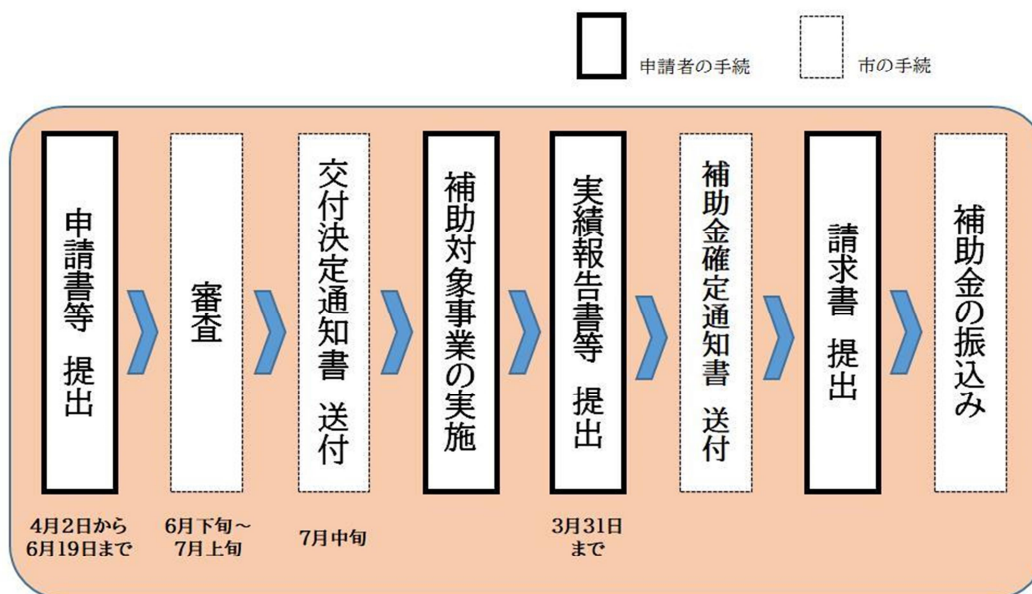 申請者の手続
市の手続
申請書等 提出
審査
交付決定通知書 送付
補助対象事業の実施
実績報告書等 提出
補助金確定通知書 送付
請求書 提出
補助金の振込み
4月2日から
6月19日まで
6月下旬～
7月上旬
7月中旬
3月31日
まで